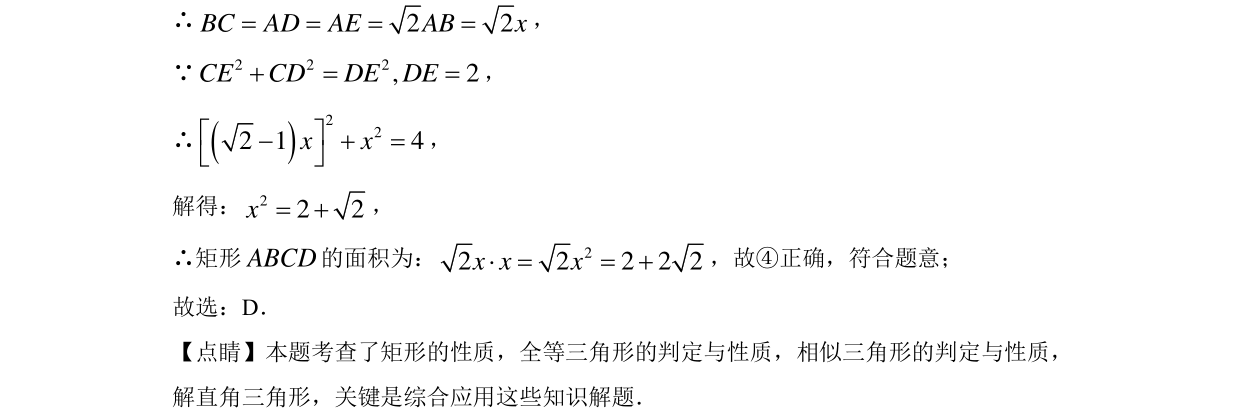 ∴ BC = AD = AE = √2AB = √2x，
∵ CE² + CD² = DE², DE = 2，
∴ [(√2 −1)x]² + x² = 4，
解得：x² = 2 + √2，
∴矩形 ABCD 的面积为：√2x·x = √2x² = 2 + 2√2，故④正确，符合题意；
故选：D．
【点睛】本题考查了矩形的性质，全等三角形的判定与性质，相似三角形的判定与性质，
解直角三角形，关键是综合应用这些知识解题．